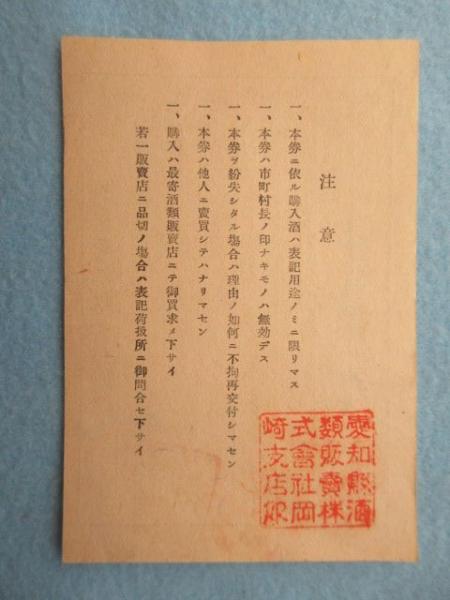 注意
一、本券ニ依ル購入酒ハ表記用途ノミニ限リマス
一、本券ハ市町村長ノ印ナキモノハ無効デス
一、本券ヲ紛失シタル場合ハ理由ノ如何ニ不拘再交付シマセン
一、本券ハ他人ニ賣買シテハナリマセン
一、購入ハ最寄酒類販賣店ニテ御買求メ下サイ
若一販賣店ニ品切ノ場合ハ表記荷扱所ニ御問合セ下サイ
愛知縣酒
類販賣株
式會社岡
崎支店印